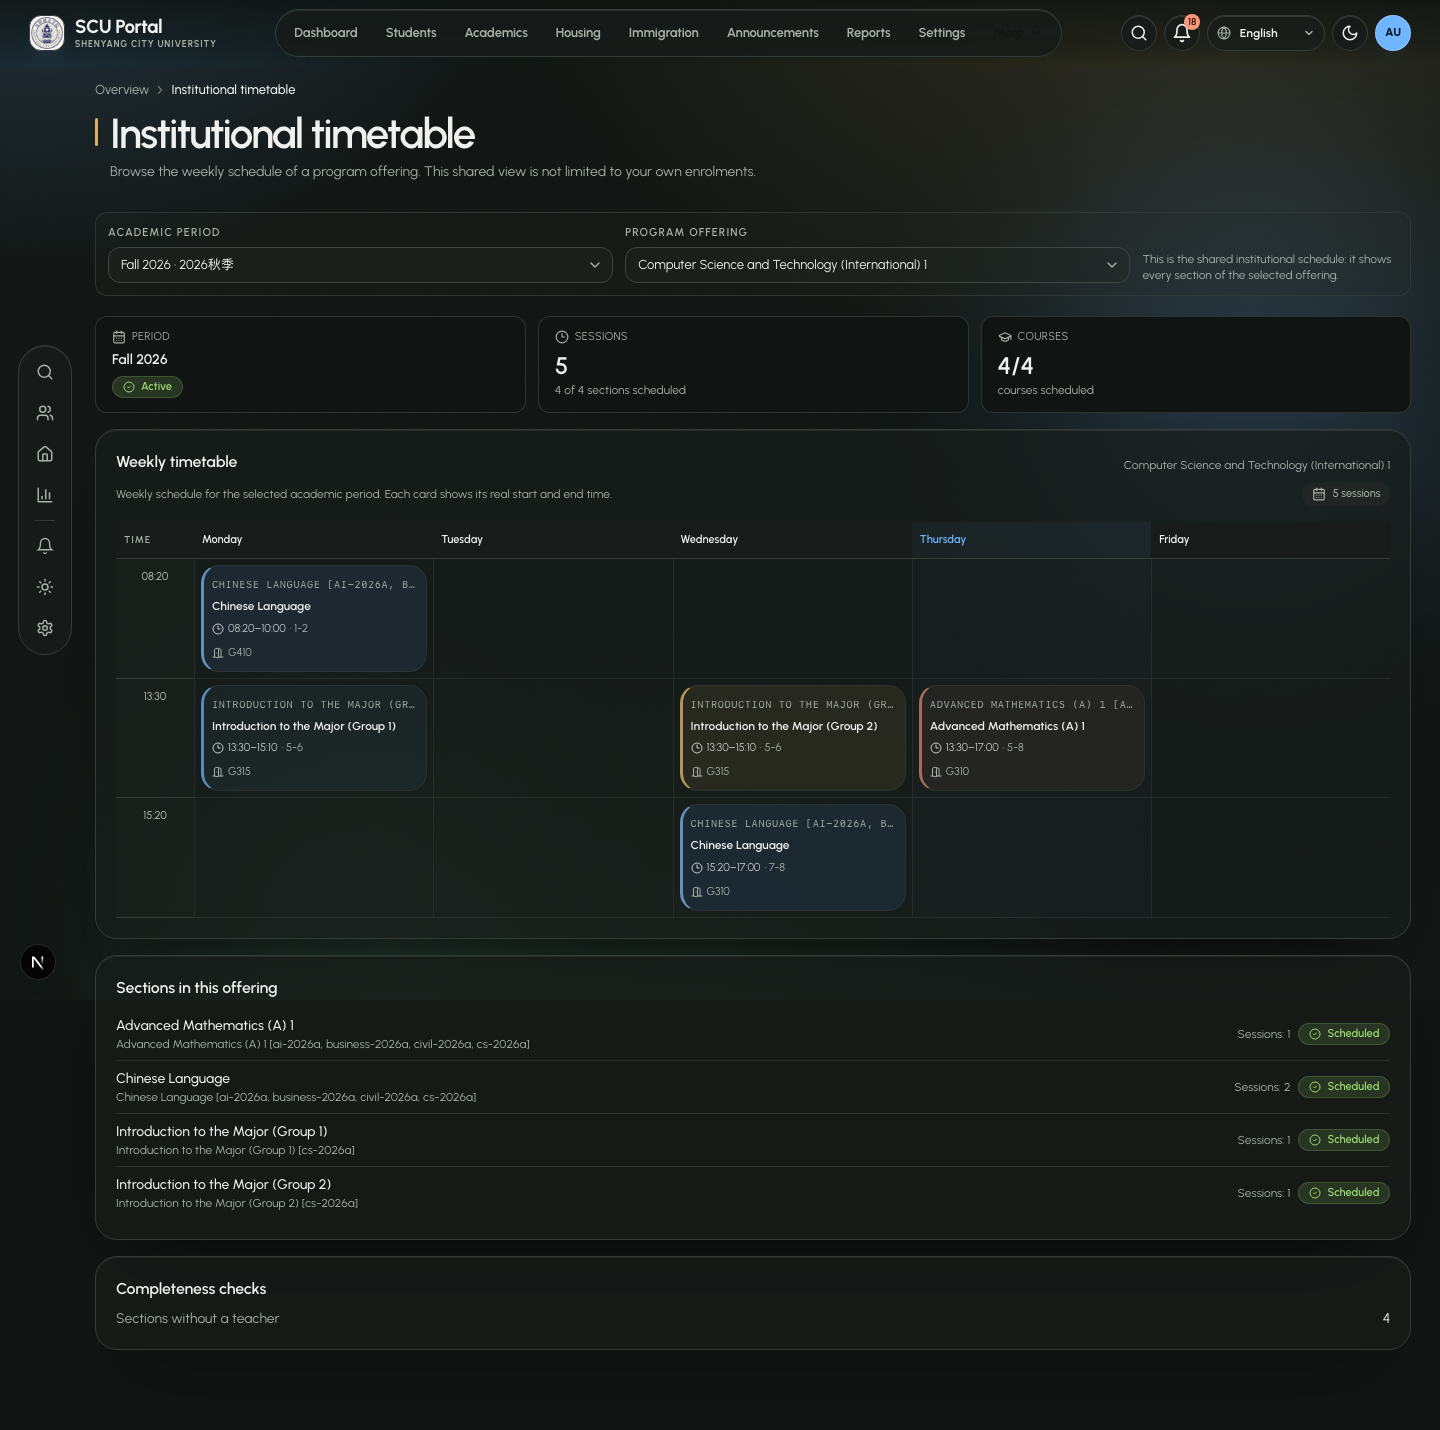 SCU Portal
SHENYANG CITY UNIVERSITY
Dashboard
Students
Academics
Housing
Immigration
Announcements
Reports
Settings
More
18
English
AU
Overview
Institutional timetable
Institutional timetable
Browse the weekly schedule of a program offering. This shared view is not limited to your own enrolments.
ACADEMIC PERIOD
Fall 2026 · 2026秋季
PROGRAM OFFERING
Computer Science and Technology (International) 1
This is the shared institutional schedule: it shows
every section of the selected offering.
PERIOD
Fall 2026
Active
SESSIONS
5
4 of 4 sections scheduled
COURSES
4/4
courses scheduled
Weekly timetable
Computer Science and Technology (International) 1
Weekly schedule for the selected academic period. Each card shows its real start and end time.
5 sessions
TIME
Monday
Tuesday
Wednesday
Thursday
Friday
08:20
CHINESE LANGUAGE [AI-2026A, B…
Chinese Language
08:20–10:00 · 1-2
G410
13:30
INTRODUCTION TO THE MAJOR (GR…
Introduction to the Major (Group 1)
13:30–15:10 · 5-6
G315
INTRODUCTION TO THE MAJOR (GR…
Introduction to the Major (Group 2)
13:30–15:10 · 5-6
G315
ADVANCED MATHEMATICS (A) 1 [A…
Advanced Mathematics (A) 1
13:30–17:00 · 5-8
G310
15:20
CHINESE LANGUAGE [AI-2026A, B…
Chinese Language
15:20–17:00 · 7-8
G310
N
Sections in this offering
Advanced Mathematics (A) 1
Advanced Mathematics (A) 1 [ai-2026a, business-2026a, civil-2026a, cs-2026a]
Sessions: 1
Scheduled
Chinese Language
Chinese Language [ai-2026a, business-2026a, civil-2026a, cs-2026a]
Sessions: 2
Scheduled
Introduction to the Major (Group 1)
Introduction to the Major (Group 1) [cs-2026a]
Sessions: 1
Scheduled
Introduction to the Major (Group 2)
Introduction to the Major (Group 2) [cs-2026a]
Sessions: 1
Scheduled
Completeness checks
Sections without a teacher
4